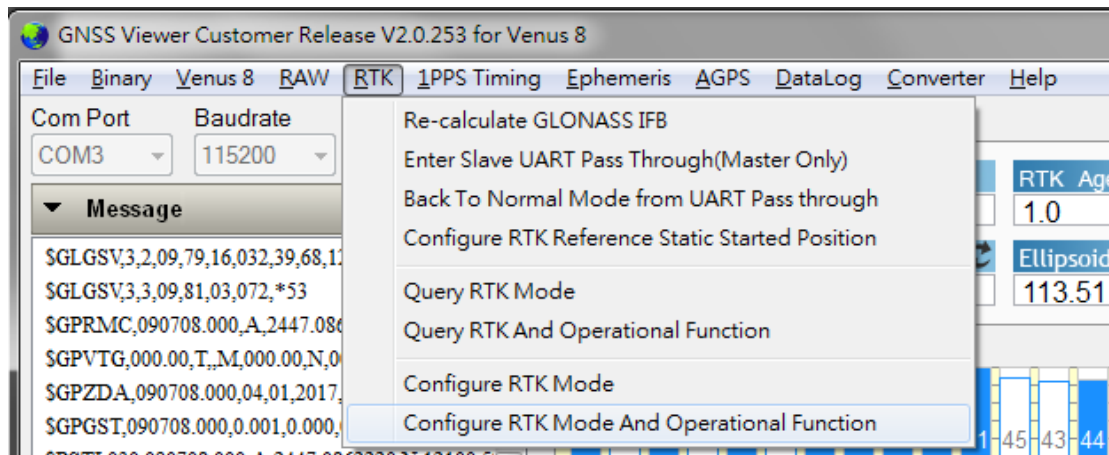 GNSS Viewer Customer Release V2.0.253 for Venus 8
File Binary Venus 8 RAW RTK 1PPS Timing Ephemeris AGPS DataLog Converter Help
Com Port Baudrate
COM3 115200
Message
$GLGSV,3,2,09,79,16,032,39,68,12
$GLGSV,3,3,09,81,03,072,*53
$GPRMC,090708.000,A,2447.086
$GPVTG,000.00,T,,M,000.00,N,0
$GPZDA,090708.000,04,01,2017,
$GPGST,090708.000,0.001,0.000,
Re-calculate GLONASS IFB
Enter Slave UART Pass Through(Master Only)
Back To Normal Mode from UART Pass through
Configure RTK Reference Static Started Position
Query RTK Mode
Query RTK And Operational Function
Configure RTK Mode
Configure RTK Mode And Operational Function
RTK Age
1.0
Ellipsoid
113.51
1 45 43 44